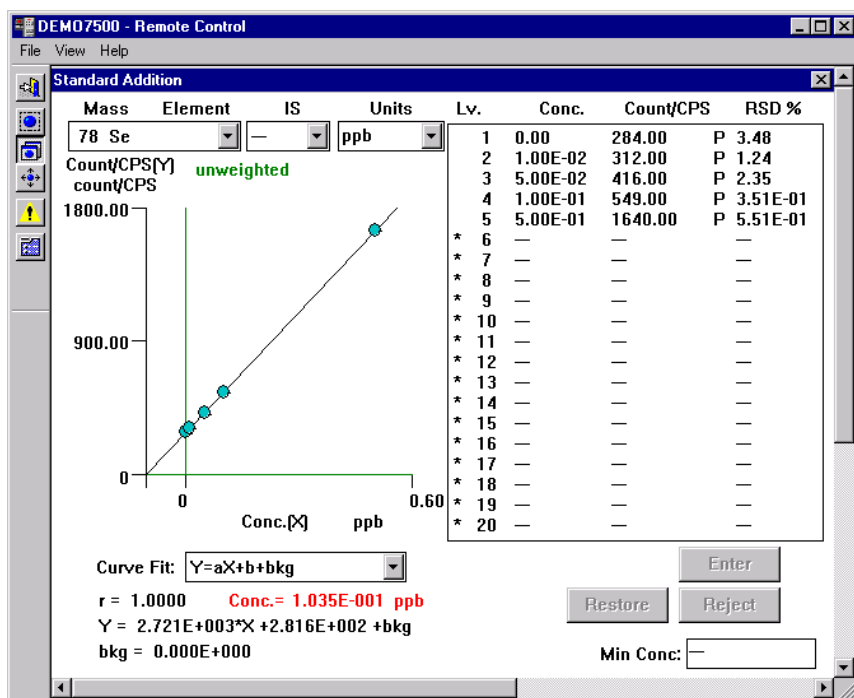 DEMO7500 - Remote Control
File View Help
Standard Addition
Mass Element IS Units
78 Se — ppb
Count/CPS(Y) unweighted
count/CPS
1800.00
900.00
0
0 0.60
Conc.(X) ppb
Lv. Conc. Count/CPS RSD %
1 0.00 284.00 P 3.48
2 1.00E-02 312.00 P 1.24
3 5.00E-02 416.00 P 2.35
4 1.00E-01 549.00 P 3.51E-01
5 5.00E-01 1640.00 P 5.51E-01
* 6 — — —
* 7 — — —
* 8 — — —
* 9 — — —
* 10 — — —
* 11 — — —
* 12 — — —
* 13 — — —
* 14 — — —
* 15 — — —
* 16 — — —
* 17 — — —
* 18 — — —
* 19 — — —
* 20 — — —
Curve Fit: Y=aX+b+bkg
r = 1.0000 Conc.= 1.035E-001 ppb
Y = 2.721E+003*X +2.816E+002 +bkg
bkg = 0.000E+000
Enter
Restore Reject
Min Conc: —